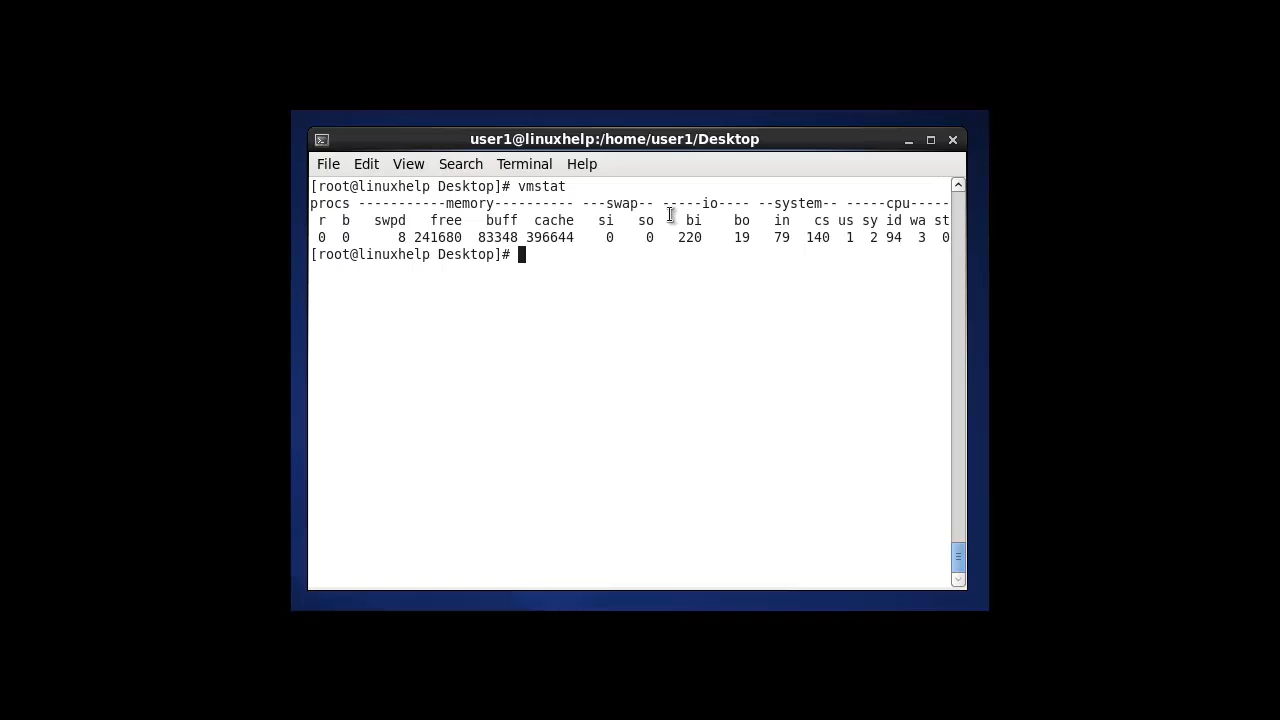 user1@linuxhelp:/home/user1/Desktop
File Edit View Search Terminal Help
[root@linuxhelp Desktop]# vmstat
procs -----------memory---------- ---swap-- -----io---- --system-- -----cpu-----
 r  b   swpd   free   buff  cache   si   so    bi    bo   in   cs us sy id wa st
 0  0      8 241680  83348 396644    0    0   220    19   79  140  1  2 94  3  0
[root@linuxhelp Desktop]#